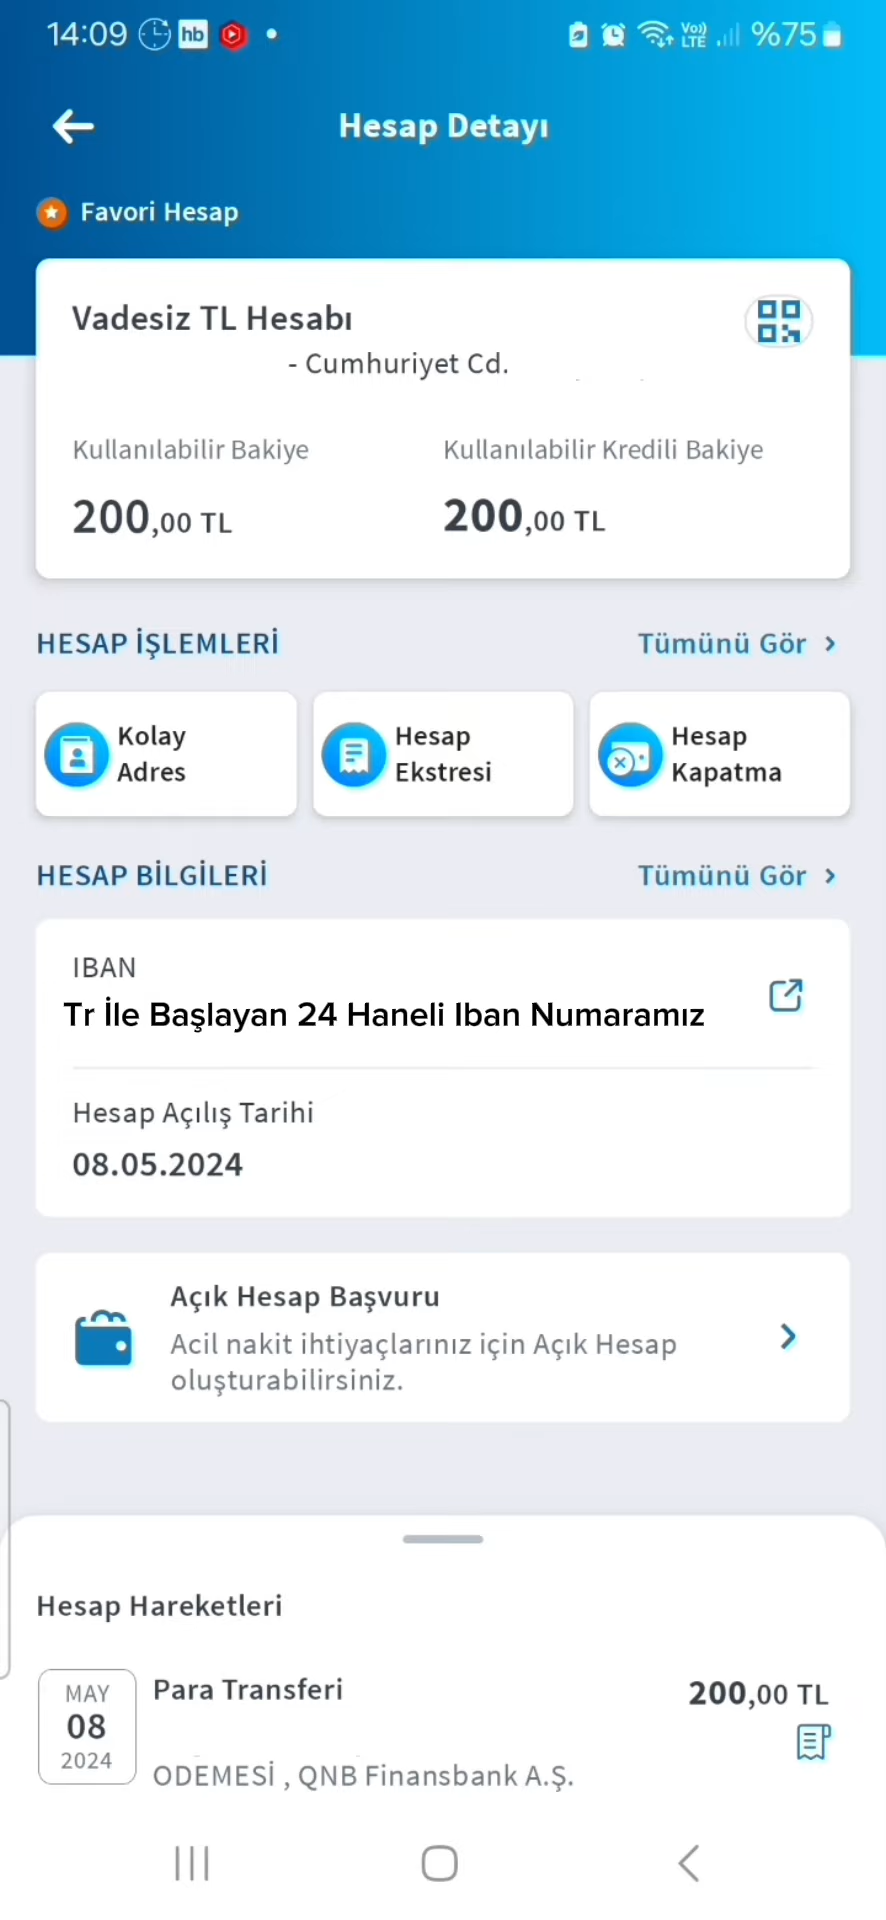 14:09 hb Vo)) LTE %75
Hesap Detayı
Favori Hesap
Vadesiz TL Hesabı
- Cumhuriyet Cd.
Kullanılabilir Bakiye Kullanılabilir Kredili Bakiye
200,00 TL 200,00 TL
HESAP İŞLEMLERİ Tümünü Gör >
Kolay
Adres
Hesap
Ekstresi
Hesap
Kapatma
HESAP BİLGİLERİ Tümünü Gör >
IBAN
Tr İle Başlayan 24 Haneli Iban Numaramız
Hesap Açılış Tarihi
08.05.2024
Açık Hesap Başvuru
Acil nakit ihtiyaçlarınız için Açık Hesap
oluşturabilirsiniz.
Hesap Hareketleri
MAY
08
2024
Para Transferi 200,00 TL
ODEMESİ , QNB Finansbank A.Ş.